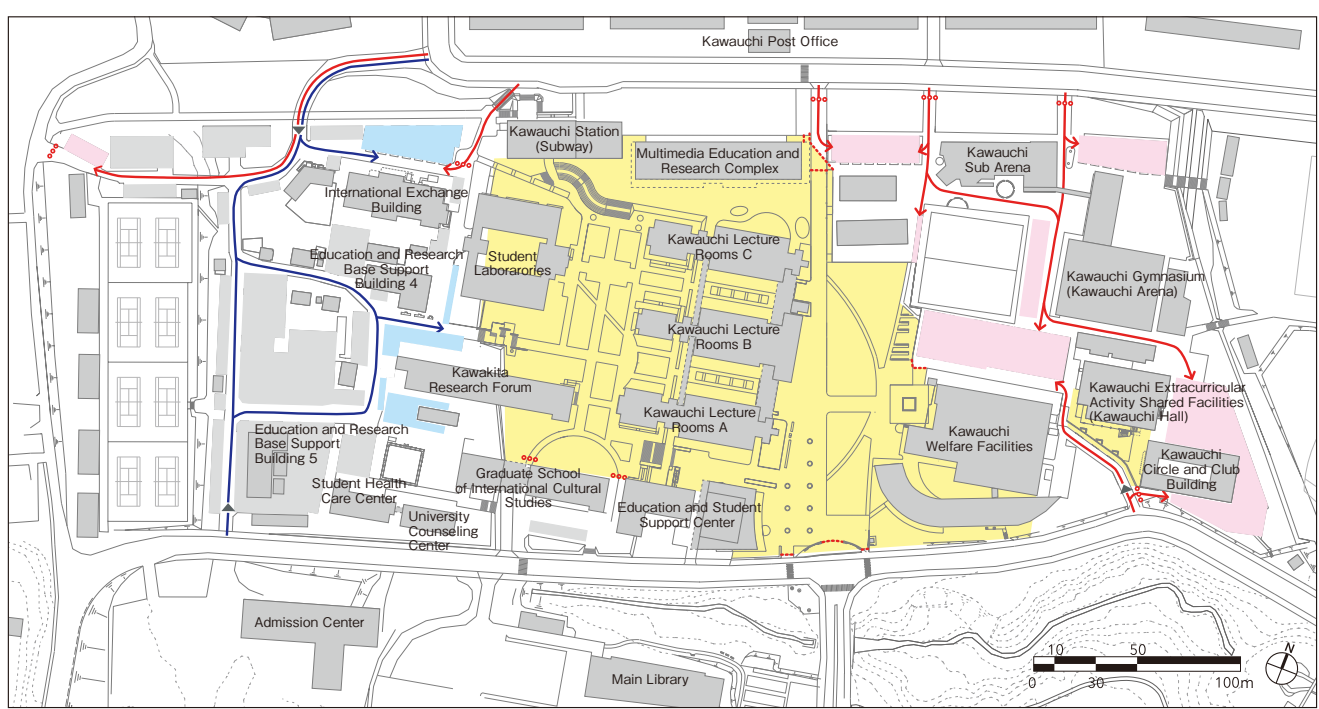 Kawauchi Post Office
Kawauchi Station
(Subway)
Multimedia Education and
Research Complex
Kawauchi
Sub Arena
International Exchange
Building
Education and Research
Base Support
Building 4
Student
Laborarories
Kawauchi Lecture
Rooms C
Kawauchi Gymnasium
(Kawauchi Arena)
Kawauchi Lecture
Rooms B
Kawakita
Research Forum
Kawauchi Extracurricular
Activity Shared Facilities
(Kawauchi Hall)
Kawauchi Lecture
Rooms A
Education and Research
Base Support
Building 5
Kawauchi
Welfare Facilities
Kawauchi
Circle and Club
Building
Student Health
Care Center
Graduate School
of International Cultural
Studies
University
Counseling
Center
Education and Student
Support Center
Admission Center
Main Library
10
50
0
30
100m
N